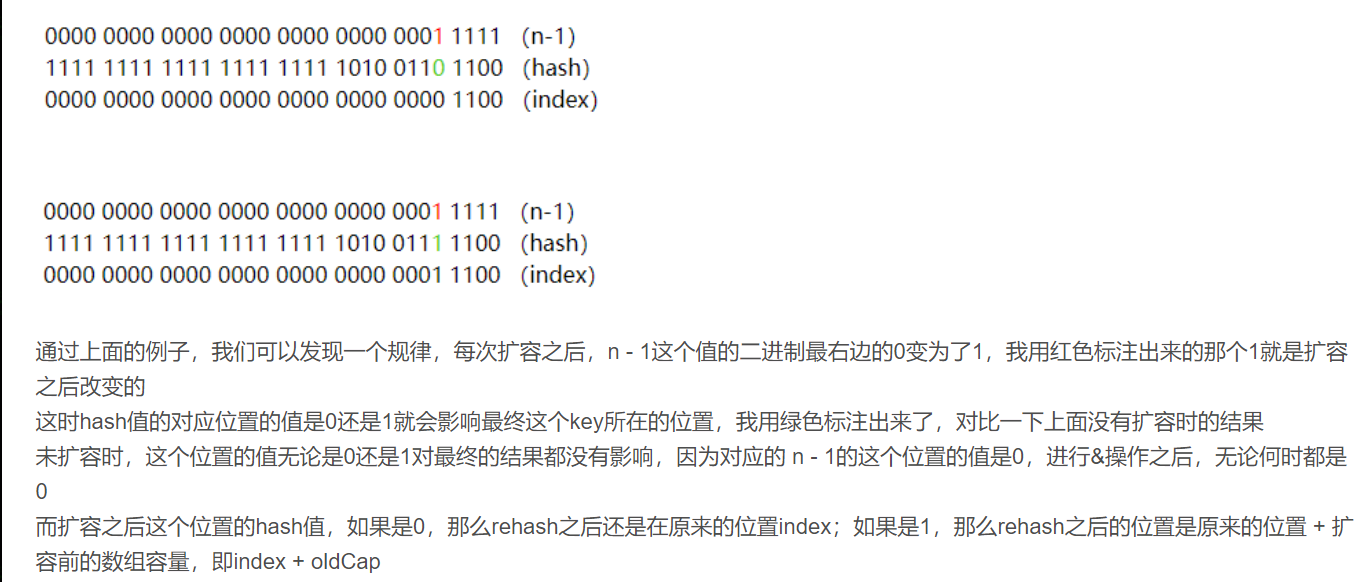 0000 0000 0000 0000 0000 0000 0001 1111 (n-1)
1111 1111 1111 1111 1111 1010 0110 1100 (hash)
0000 0000 0000 0000 0000 0000 0000 1100 (index)
0000 0000 0000 0000 0000 0000 0001 1111 (n-1)
1111 1111 1111 1111 1111 1010 0111 1100 (hash)
0000 0000 0000 0000 0000 0000 0001 1100 (index)
通过上面的例子，我们可以发现一个规律，每次扩容之后，n - 1这个值的二进制最右边的0变为了1，我用红色标注出来的那个1就是扩容
之后改变的
这时hash值的对应位置的值是0还是1就会影响最终这个key所在的位置，我用绿色标注出来了，对比一下上面没有扩容时的结果
未扩容时，这个位置的值无论是0还是1对最终的结果都没有影响，因为对应的 n - 1的这个位置的值是0，进行&操作之后，无论何时都是
0
而扩容之后这个位置的hash值，如果是0，那么rehash之后还是在原来的位置index；如果是1，那么rehash之后的位置是原来的位置 + 扩
容前的数组容量，即index + oldCap